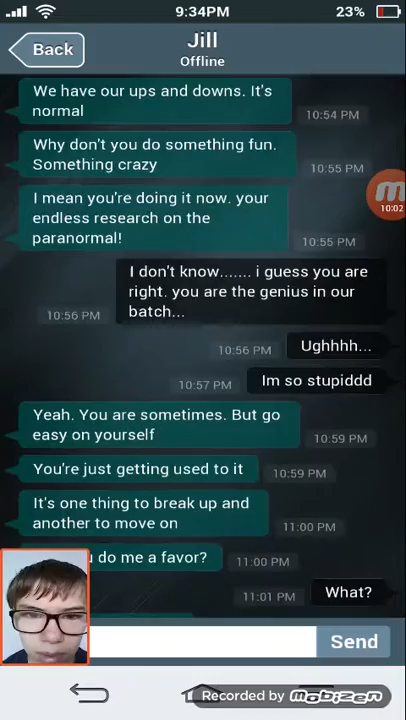 9:34PM
23%
Back
Jill
Offline
We have our ups and downs. It's
normal
10:54 PM
Why don't you do something fun.
Something crazy
10:55 PM
I mean you're doing it now. your
endless research on the
paranormal!
10:55 PM
10:02
I don't know....... i guess you are
right. you are the genius in our
batch...
10:56 PM
Ughhhh...
10:56 PM
Im so stupiddd
10:57 PM
Yeah. You are sometimes. But go
easy on yourself
10:59 PM
You're just getting used to it
10:59 PM
It's one thing to break up and
another to move on
11:00 PM
do me a favor?
11:00 PM
What?
11:01 PM
Send
Recorded by mobizen